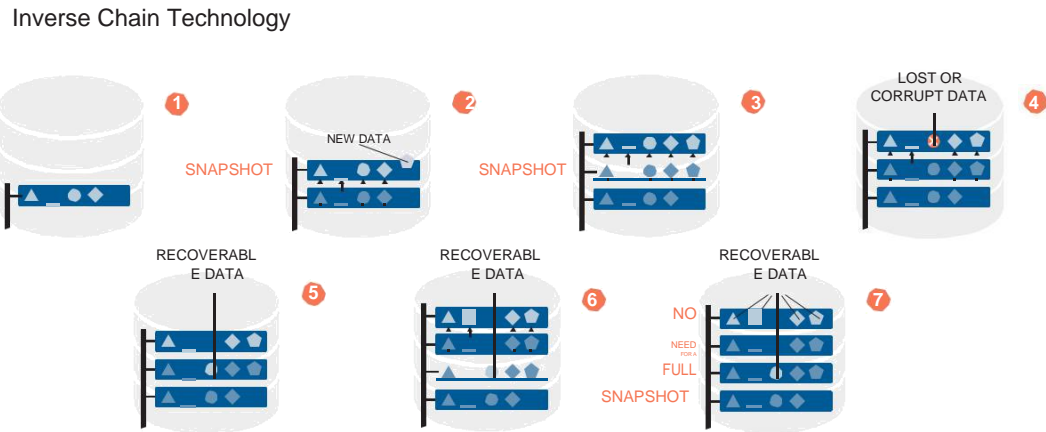 Inverse Chain Technology
1
2
3
LOST OR
CORRUPT DATA
4
NEW DATA
SNAPSHOT
SNAPSHOT
RECOVERABL
E DATA
5
RECOVERABL
E DATA
6
RECOVERABL
E DATA
7
NO
NEED
FOR A
FULL
SNAPSHOT